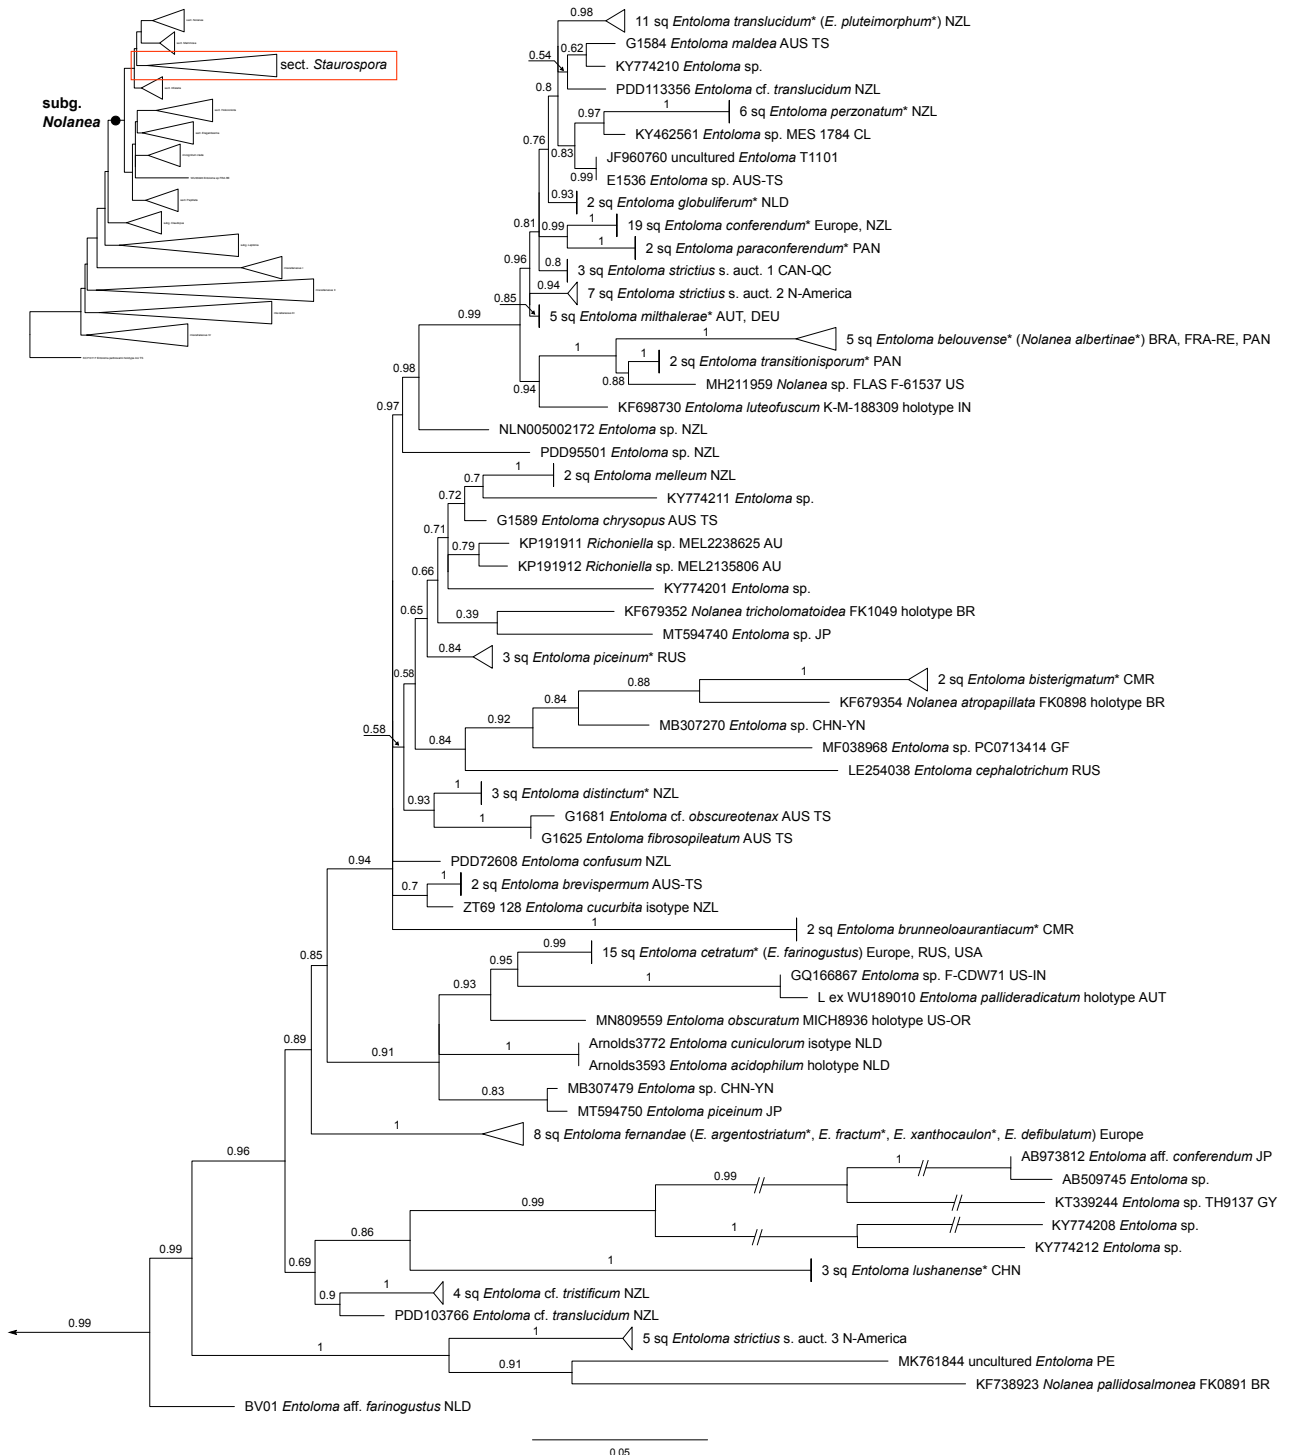 sect. Staurospora
subg.
Nolanea
0.98
11 sq Entoloma translucidum* (E. pluteimorphum*) NZL
0.62
G1584 Entoloma maldea AUS TS
0.54
KY774210 Entoloma sp.
PDD113356 Entoloma cf. translucidum NZL
0.8
1
6 sq Entoloma perzonatum* NZL
0.97
KY462561 Entoloma sp. MES 1784 CL
0.76
0.83
JF960760 uncultured Entoloma T1101
0.99
E1536 Entoloma sp. AUS-TS
0.93
2 sq Entoloma globuliferum* NLD
0.81
0.99
1
19 sq Entoloma conferendum* Europe, NZL
1
2 sq Entoloma paraconferendum* PAN
0.96
0.8
3 sq Entoloma strictius s. auct. 1 CAN-QC
0.94
7 sq Entoloma strictius s. auct. 2 N-America
0.85
5 sq Entoloma milthalerae* AUT, DEU
0.99
1
5 sq Entoloma belouvense* (Nolanea albertinae*) BRA, FRA-RE, PAN
1
1
2 sq Entoloma transitionisporum* PAN
0.88
MH211959 Nolanea sp. FLAS F-61537 US
0.94
KF698730 Entoloma luteofuscum K-M-188309 holotype IN
0.98
NLN005002172 Entoloma sp. NZL
0.97
PDD95501 Entoloma sp. NZL
1
2 sq Entoloma melleum NZL
0.7
KY774211 Entoloma sp.
0.72
G1589 Entoloma chrysopus AUS TS
0.71
0.79
KP191911 Richoniella sp. MEL2238625 AU
KP191912 Richoniella sp. MEL2135806 AU
0.66
KY774201 Entoloma sp.
0.65
0.39
KF679352 Nolanea tricholomatoidea FK1049 holotype BR
MT594740 Entoloma sp. JP
0.84
3 sq Entoloma piceinum* RUS
0.58
1
2 sq Entoloma bisterigmatum* CMR
0.88
KF679354 Nolanea atropapillata FK0898 holotype BR
0.84
MB307270 Entoloma sp. CHN-YN
0.92
MF038968 Entoloma sp. PC0713414 GF
0.58
0.84
LE254038 Entoloma cephalotrichum RUS
1
3 sq Entoloma distinctum* NZL
0.93
1
G1681 Entoloma cf. obscureotenax AUS TS
G1625 Entoloma fibrosopileatum AUS TS
0.94
PDD72608 Entoloma confusum NZL
0.7
1
2 sq Entoloma brevispermum AUS-TS
ZT69 128 Entoloma cucurbita isotype NZL
1
2 sq Entoloma brunneoloaurantiacum* CMR
0.85
0.99
15 sq Entoloma cetratum* (E. farinogustus) Europe, RUS, USA
0.95
1
GQ166867 Entoloma sp. F-CDW71 US-IN
L ex WU189010 Entoloma pallideradicatum holotype AUT
0.93
MN809559 Entoloma obscuratum MICH8936 holotype US-OR
0.91
1
Arnolds3772 Entoloma cuniculorum isotype NLD
Arnolds3593 Entoloma acidophilum holotype NLD
0.89
0.83
MB307479 Entoloma sp. CHN-YN
MT594750 Entoloma piceinum JP
1
8 sq Entoloma fernandae (E. argentostriatum*, E. fractum*, E. xanthocaulon*, E. defibulatum) Europe
0.96
1
AB973812 Entoloma aff. conferendum JP
0.99
AB509745 Entoloma sp.
KT339244 Entoloma sp. TH9137 GY
0.99
1
KY774208 Entoloma sp.
0.86
KY774212 Entoloma sp.
0.99
0.69
1
3 sq Entoloma lushanense* CHN
1
4 sq Entoloma cf. tristificum NZL
0.9
PDD103766 Entoloma cf. translucidum NZL
0.99
1
5 sq Entoloma strictius s. auct. 3 N-America
1
0.91
MK761844 uncultured Entoloma PE
KF738923 Nolanea pallidosalmonea FK0891 BR
BV01 Entoloma aff. farinogustus NLD
0.05